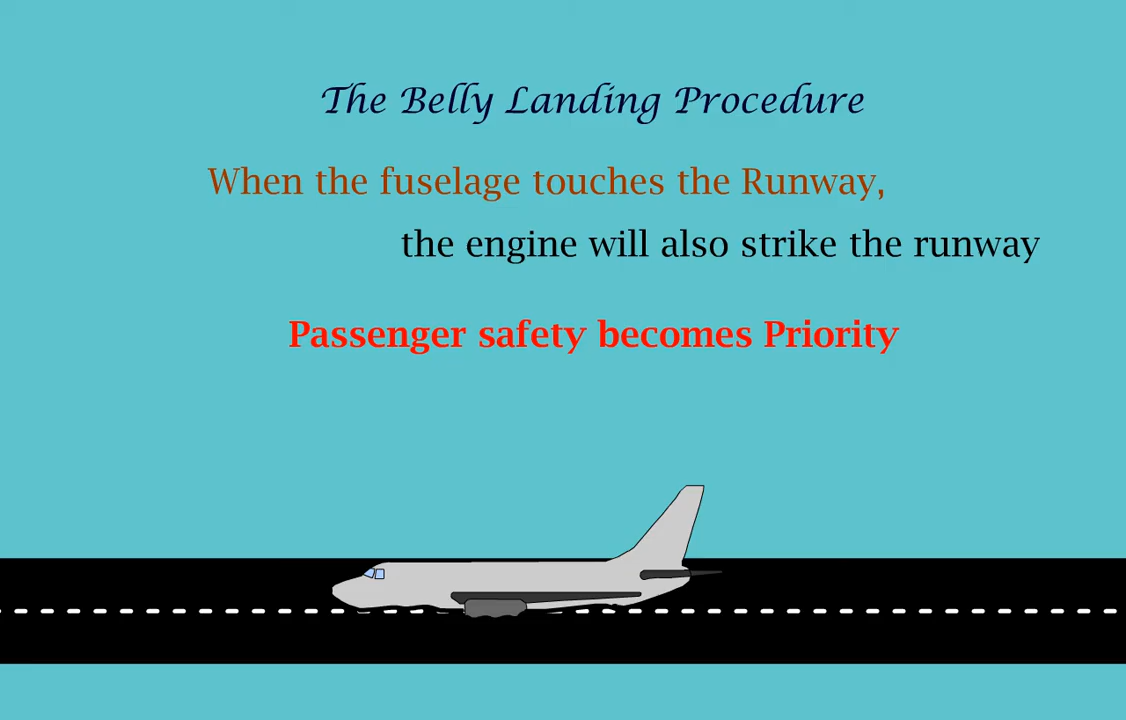 The Belly Landing Procedure
When the fuselage touches the Runway,
the engine will also strike the runway
Passenger safety becomes Priority